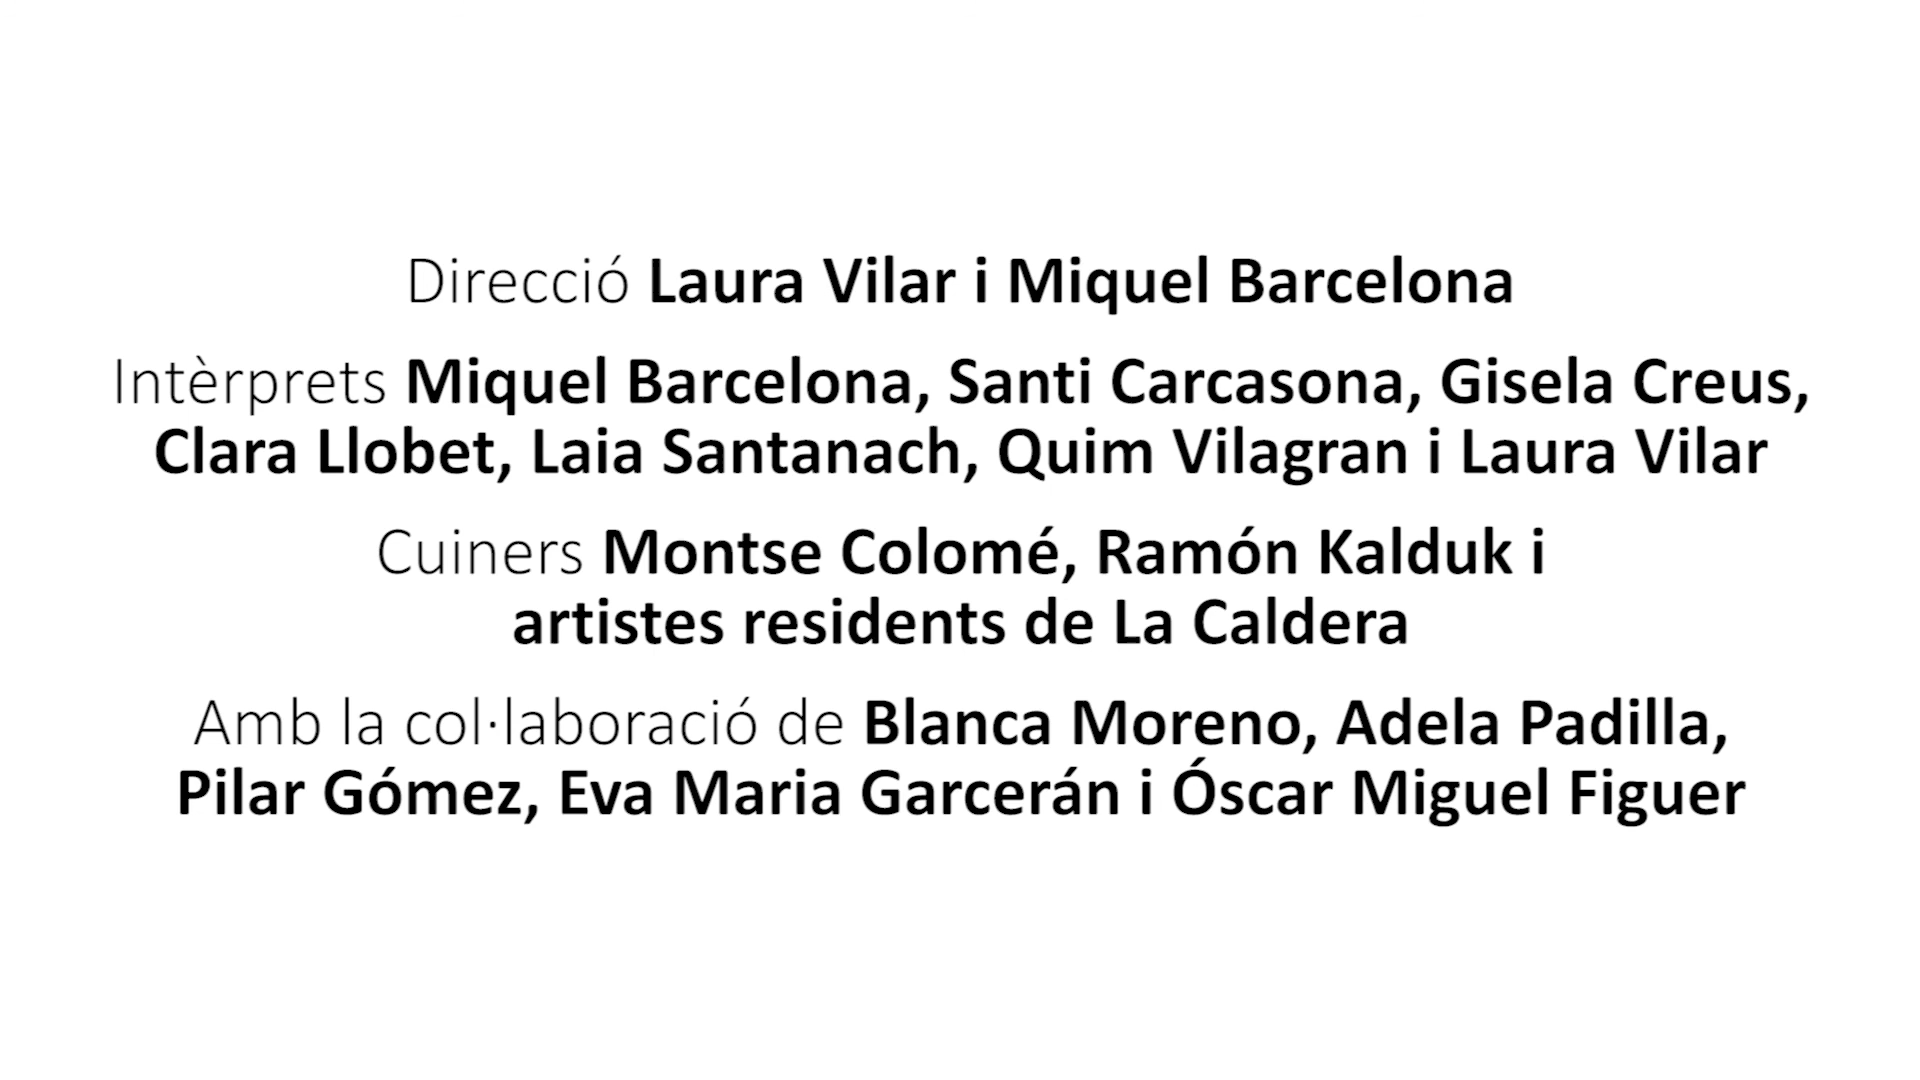 Direcció Laura Vilar i Miquel Barcelona
Intèrprets Miquel Barcelona, Santi Carcasona, Gisela Creus,
Clara Llobet, Laia Santanach, Quim Vilagran i Laura Vilar
Cuiners Montse Colomé, Ramón Kalduk i
artistes residents de La Caldera
Amb la col·laboració de Blanca Moreno, Adela Padilla,
Pilar Gómez, Eva Maria Garcerán i Óscar Miguel Figuer